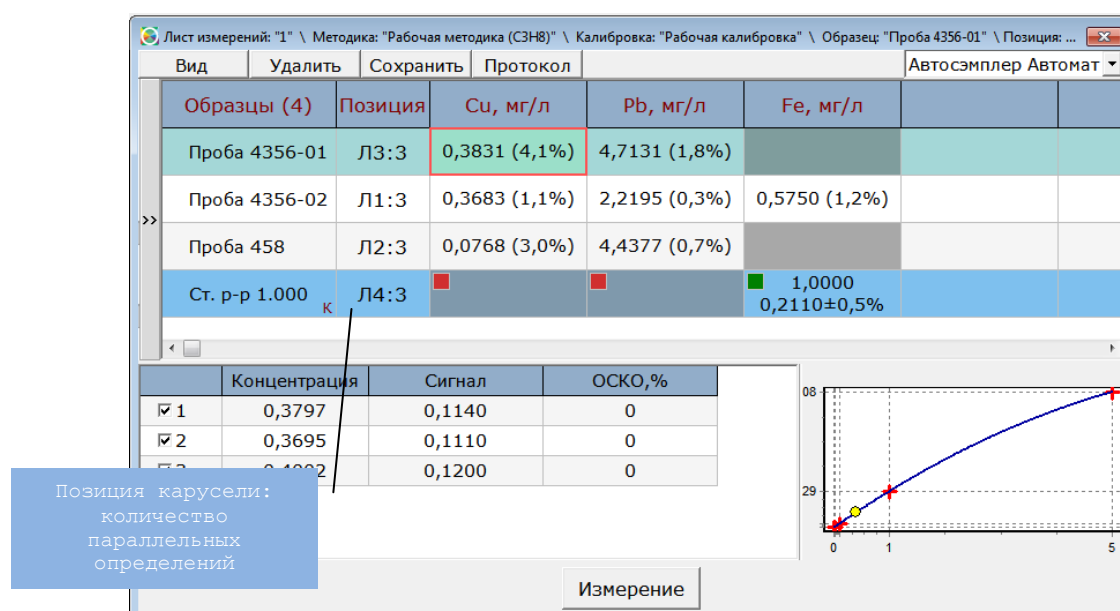 Лист измерений: "1" \ Методика: "Рабочая методика (C3H8)" \ Калибровка: "Рабочая калибровка" \ Образец: "Проба 4356-01" \ Позиция: ...
Вид Удалить Сохранить Протокол Автосэмплер Автомат
>> 
Образцы (4) Позиция Cu, мг/л Pb, мг/л Fe, мг/л
Проба 4356-01 Л3:3 0,3831 (4,1%) 4,7131 (1,8%)
Проба 4356-02 Л1:3 0,3683 (1,1%) 2,2195 (0,3%) 0,5750 (1,2%)
Проба 458 Л2:3 0,0768 (3,0%) 4,4377 (0,7%)
Ст. р-р 1.000 К Л4:3 1,0000
0,2110±0,5%
Концентрация Сигнал ОСКО,%
1 0,3797 0,1140 0
2 0,3695 0,1110 0
0,1200 0
Позиция карусели:
количество
параллельных
определений
08
29
0 1 5
Измерение